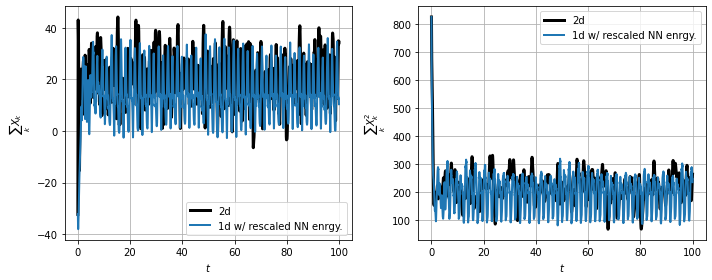 40
20
0
−20
−40
∑ X_k
k
2d
1d w/ rescaled NN enrgy.
0 20 40 60 80 100
t
800
700
600
500
400
300
200
100
∑ X_k^2
k
2d
1d w/ rescaled NN enrgy.
0 20 40 60 80 100
t